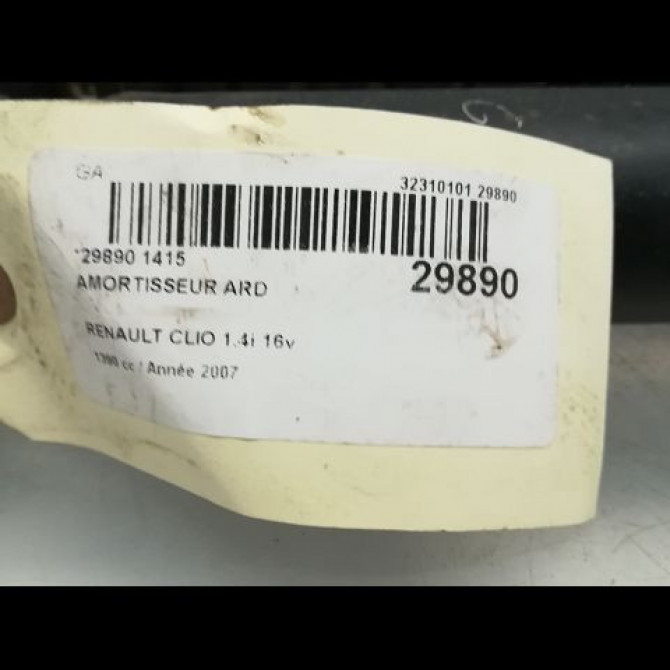 GA
32310101 29890
*29890 1415
29890
AMORTISSEUR ARD
RENAULT CLIO 1.4i 16v
1390 cc / Année 2007